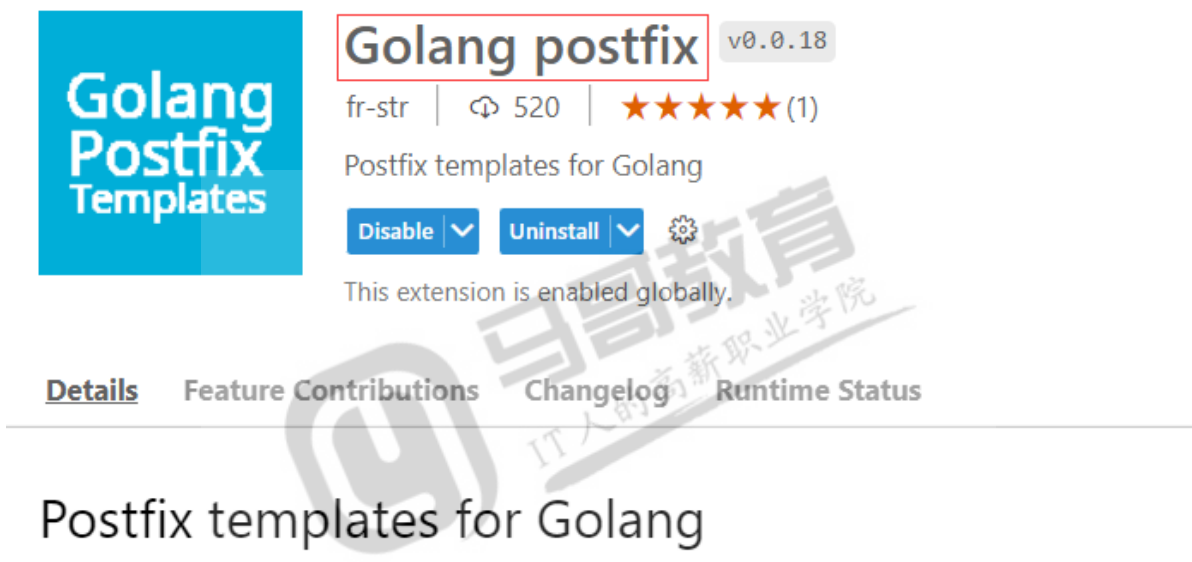 Golang
Postfix
Templates
Golang postfix v0.0.18
fr-str 520 ★★★★★(1)
Postfix templates for Golang
Disable Uninstall
This extension is enabled globally.
Details Feature Contributions Changelog Runtime Status
Postfix templates for Golang
马哥教育
IT人的高薪职业学院